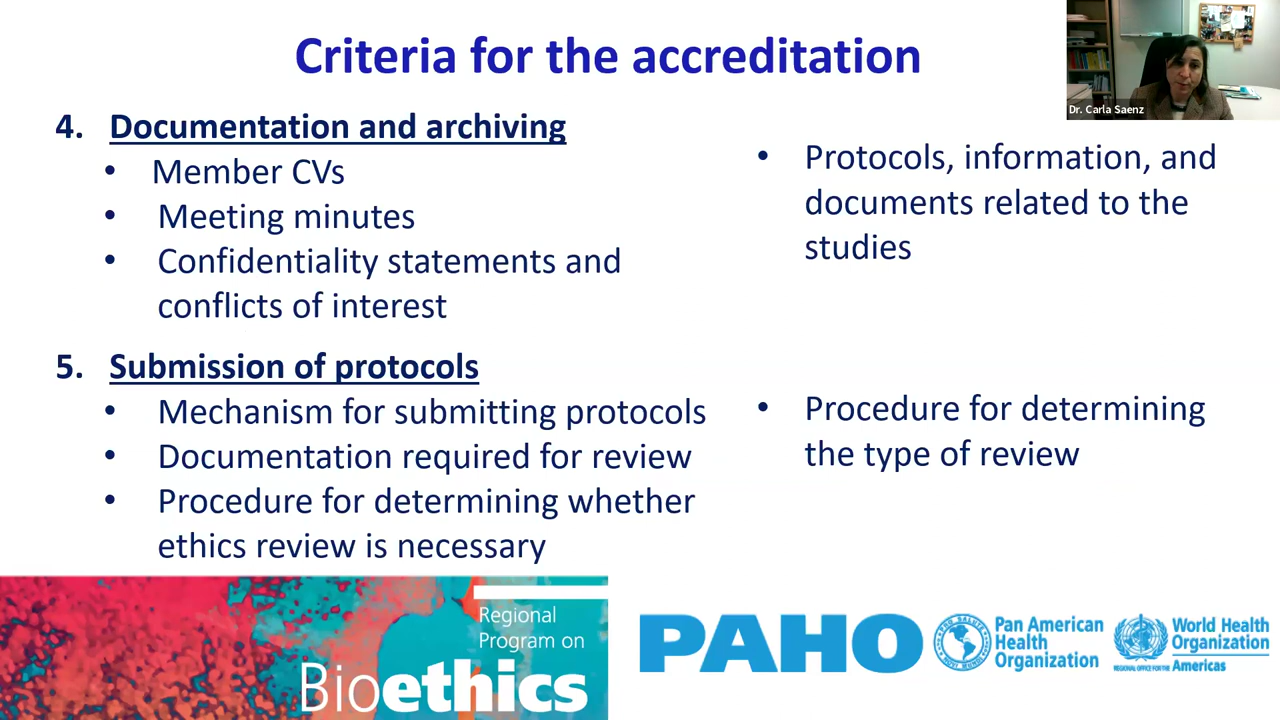 Criteria for the accreditation
Dr. Carla Saenz
4. Documentation and archiving
• Member CVs
• Meeting minutes
• Confidentiality statements and
conflicts of interest
• Protocols, information, and
documents related to the
studies
5. Submission of protocols
• Mechanism for submitting protocols
• Documentation required for review
• Procedure for determining whether
ethics review is necessary
• Procedure for determining
the type of review
Regional
Program on
Bioethics
PAHO
Pan American
Health
Organization
World Health
Organization
REGIONAL OFFICE FOR THE Americas